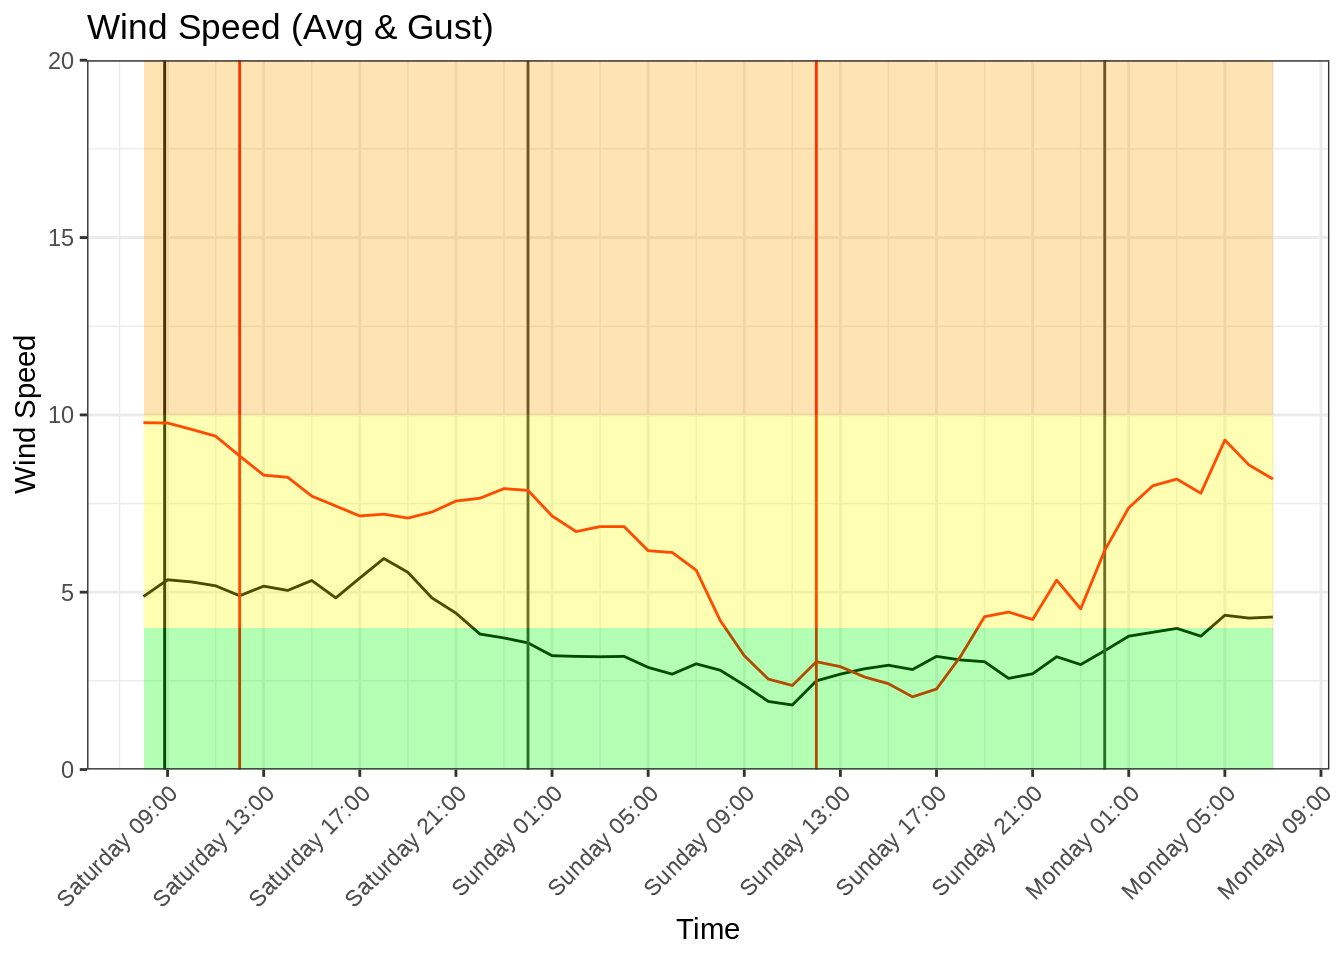 Wind Speed (Avg & Gust)
Wind Speed
20
15
10
5
0
Saturday 09:00
Saturday 13:00
Saturday 17:00
Saturday 21:00
Sunday 01:00
Sunday 05:00
Sunday 09:00
Sunday 13:00
Sunday 17:00
Sunday 21:00
Monday 01:00
Monday 05:00
Monday 09:00
Time